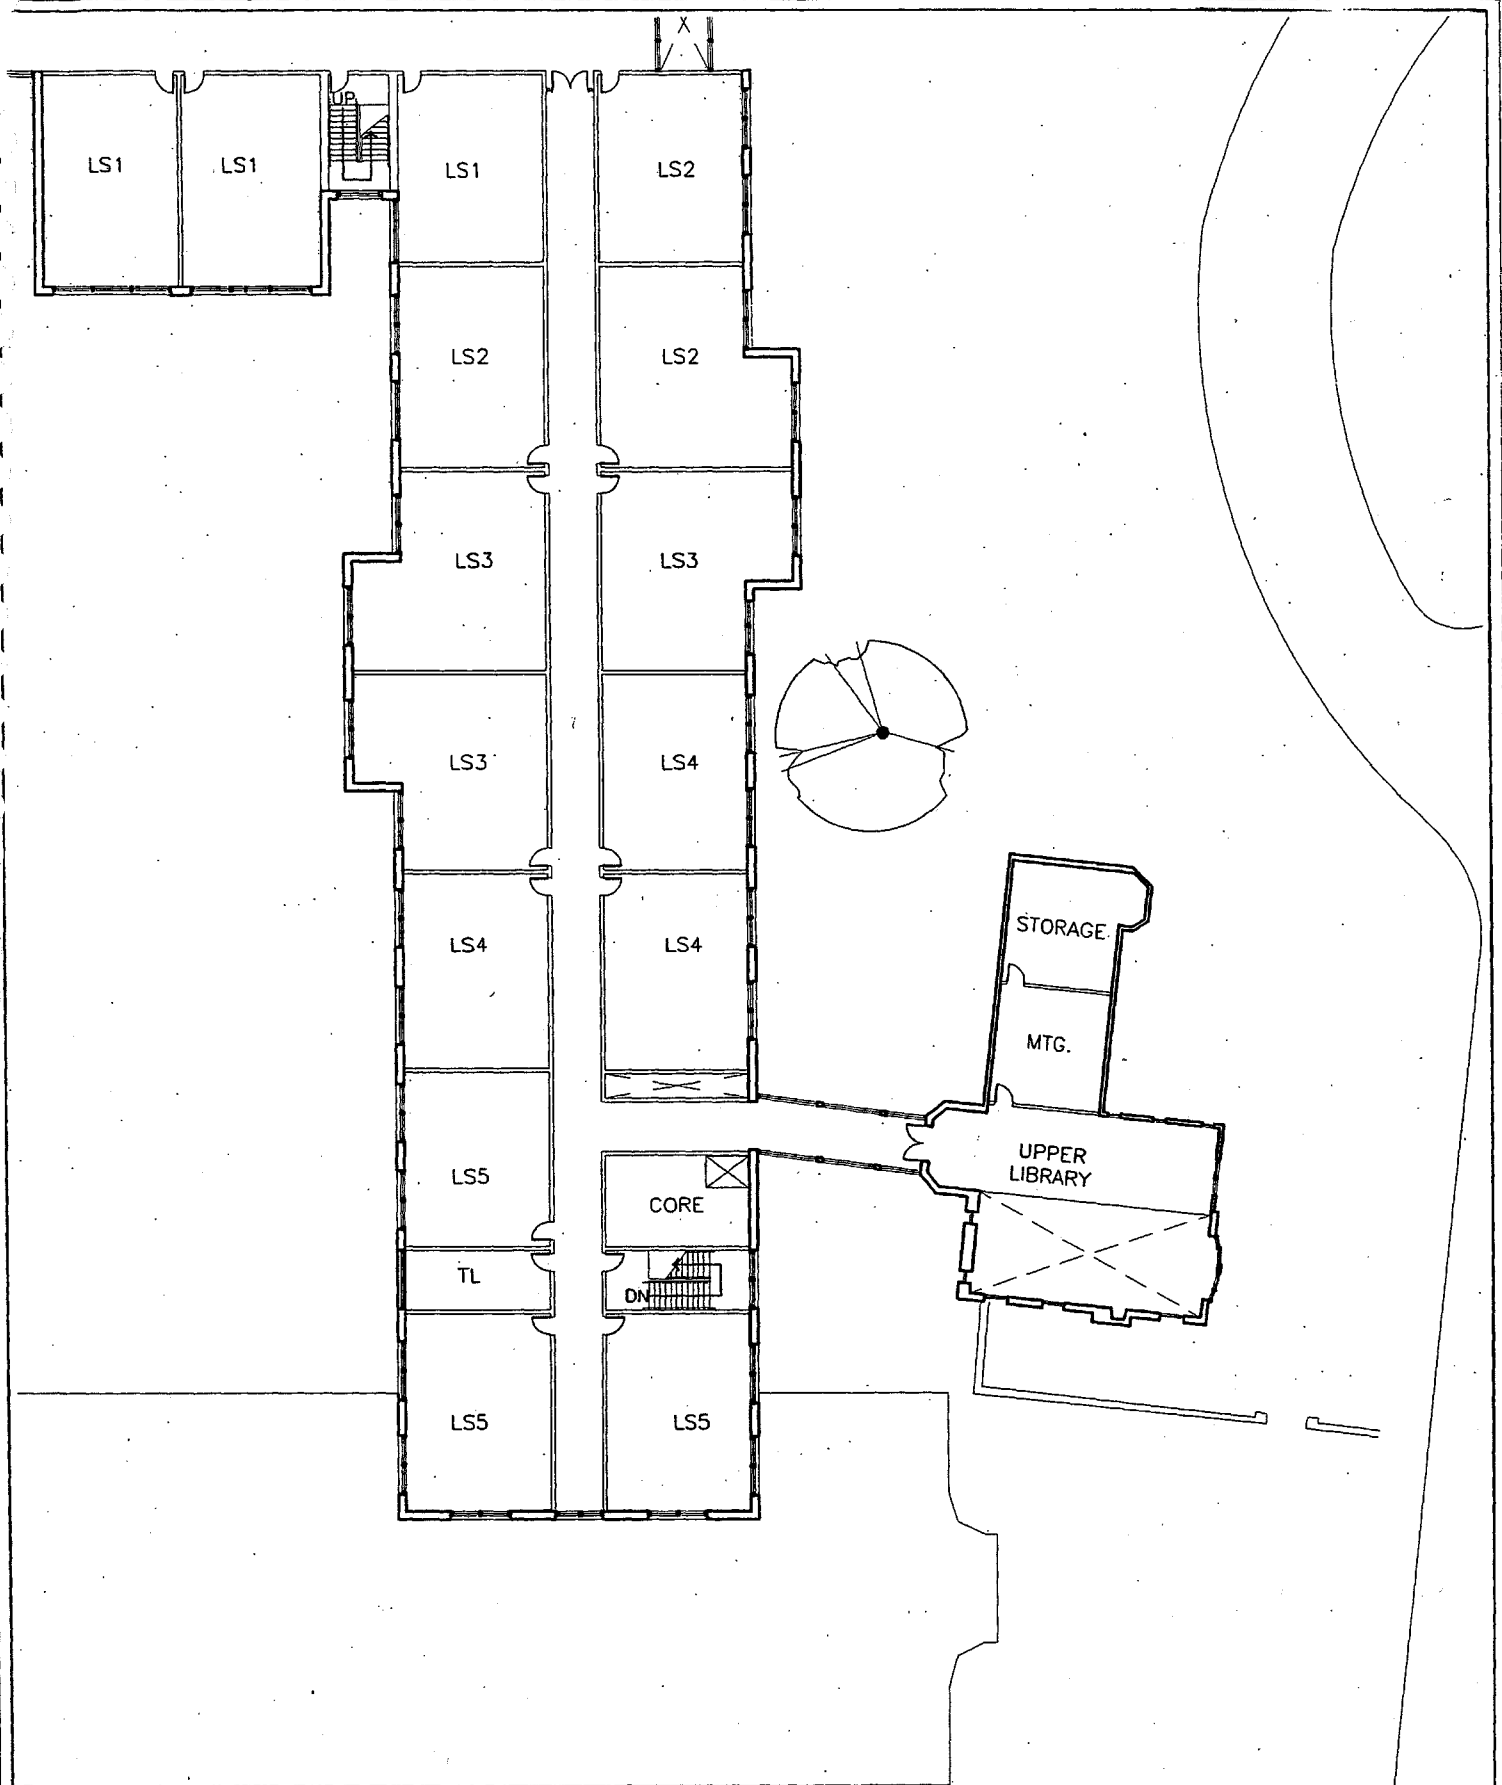 X
UP
LS1
LS1
LS1
LS2
LS2
LS2
LS3
LS3
LS3
LS4
LS4
LS4
STORAGE
MTG.
LS5
CORE
UPPER
LIBRARY
TL
DN
LS5
LS5